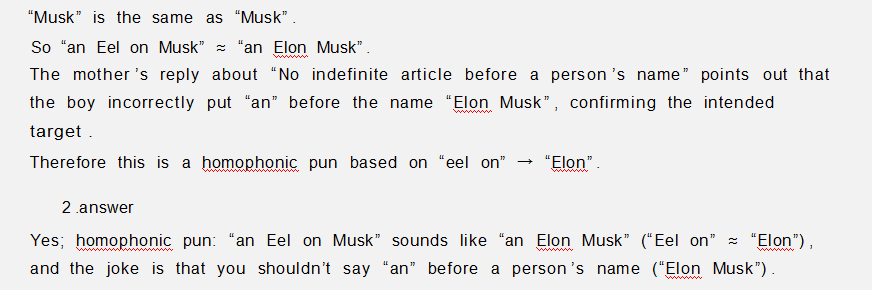 “Musk” is the same as “Musk”.
So “an Eel on Musk” ≈ “an Elon Musk”.
The mother’s reply about “No indefinite article before a person’s name” points out that
the boy incorrectly put “an” before the name “Elon Musk”, confirming the intended
target .
Therefore this is a homophonic pun based on “eel on” → “Elon”.
2 .answer
Yes; homophonic pun: “an Eel on Musk” sounds like “an Elon Musk” (“Eel on” ≈ “Elon”),
and the joke is that you shouldn’t say “an” before a person’s name (“Elon Musk”).